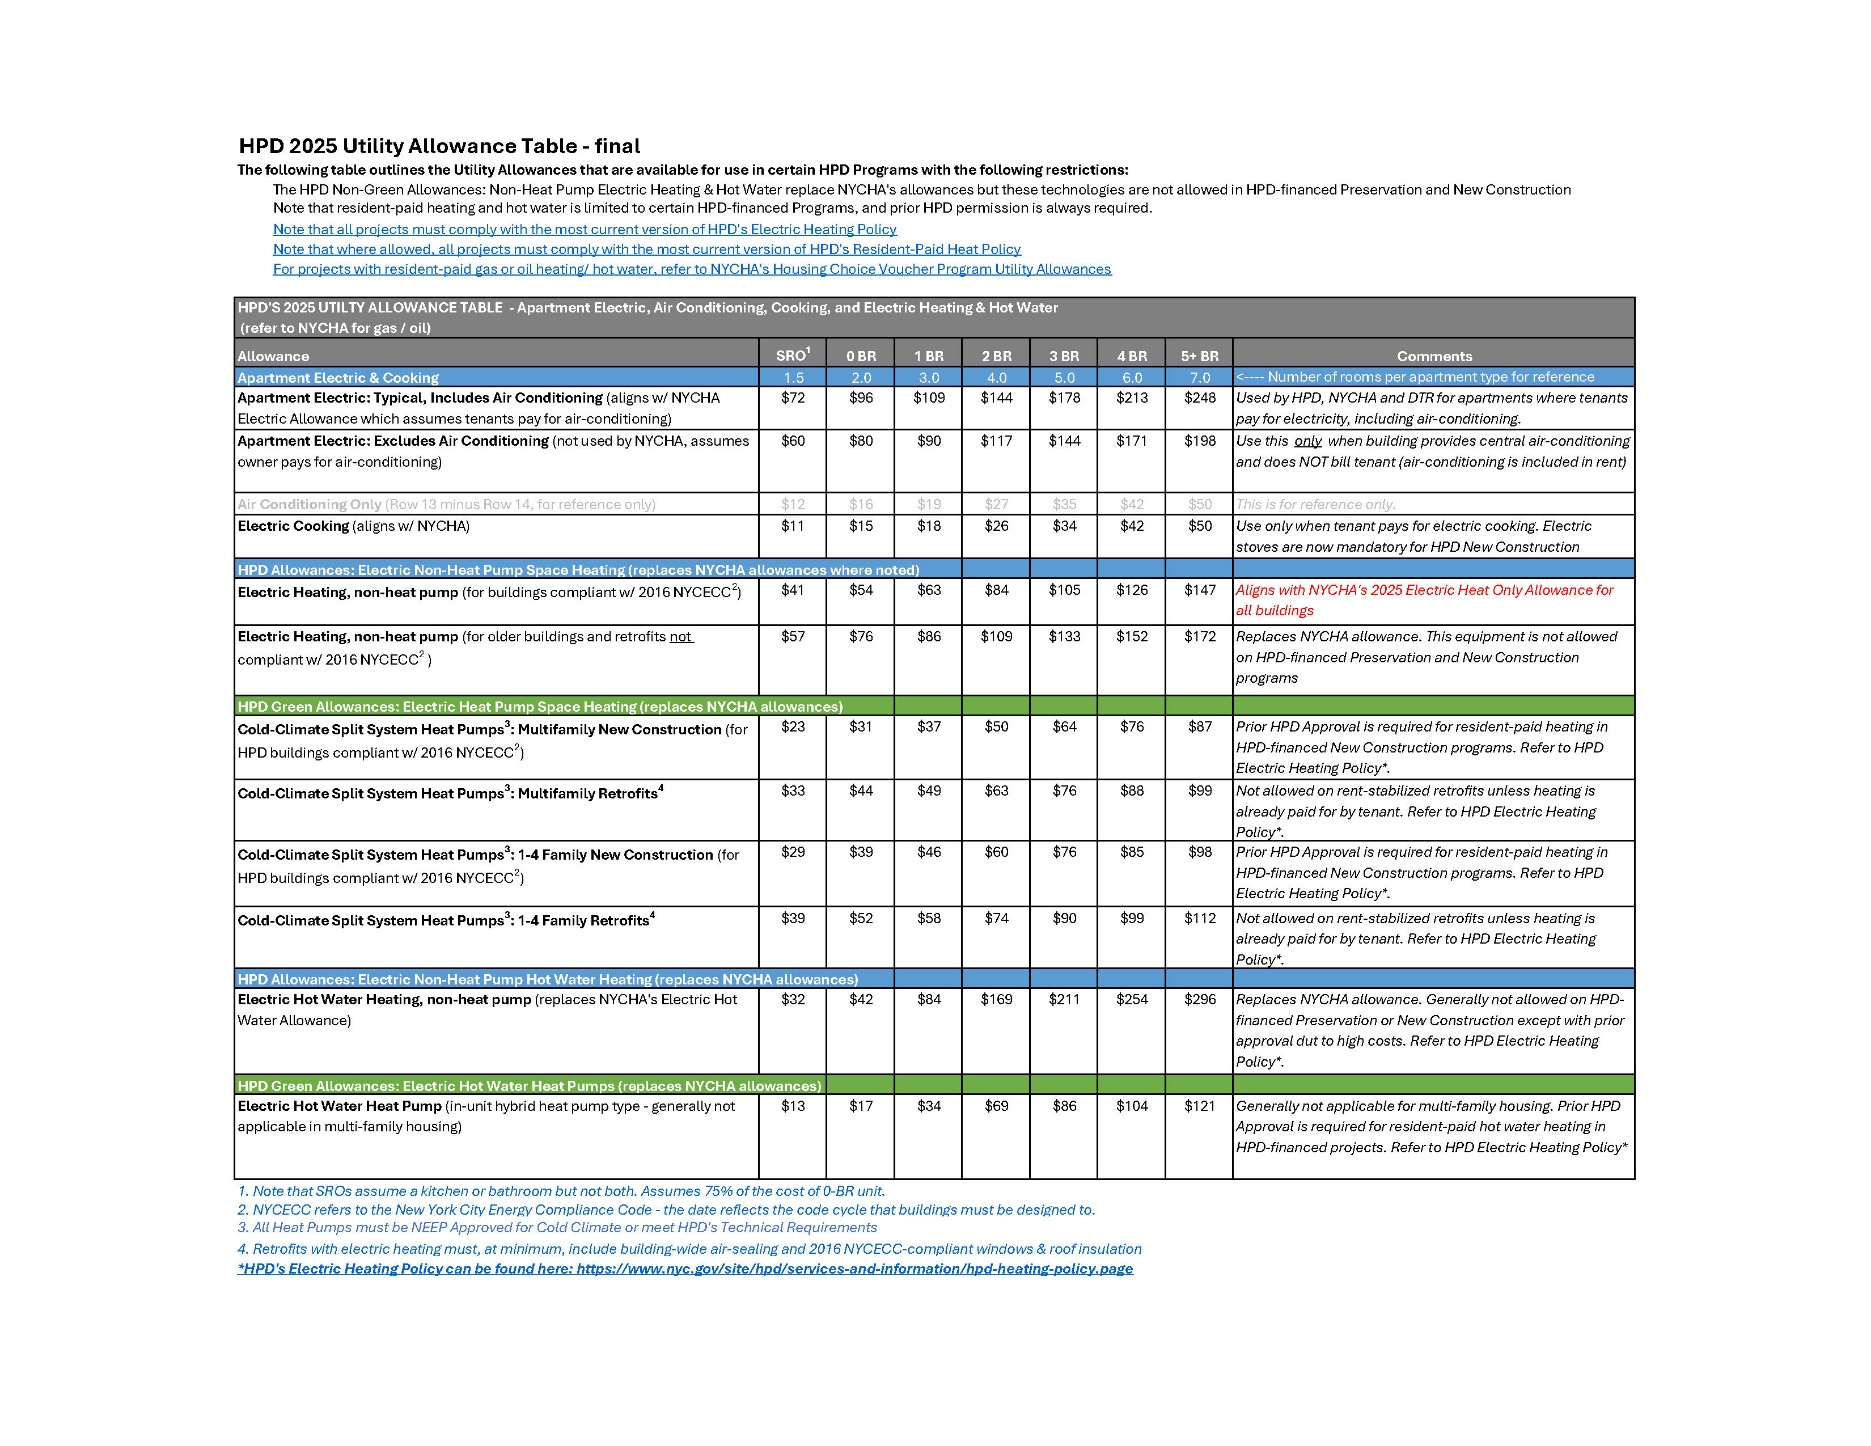 HPD 2025 Utility Allowance Table - final
The following table outlines the Utility Allowances that are available for use in certain HPD Programs with the following restrictions:
The HPD Non-Green Allowances: Non-Heat Pump Electric Heating & Hot Water replace NYCHA's allowances but these technologies are not allowed in HPD-financed Preservation and New Construction
Note that resident-paid heating and hot water is limited to certain HPD-financed Programs, and prior HPD permission is always required.
Note that all projects must comply with the most current version of HPD's Electric Heating Policy
Note that where allowed, all projects must comply with the most current version of HPD's Resident-Paid Heat Policy
For projects with resident-paid gas or oil heating/ hot water, refer to NYCHA's Housing Choice Voucher Program Utility Allowances
HPD'S 2025 UTILTY ALLOWANCE TABLE - Apartment Electric, Air Conditioning, Cooking, and Electric Heating & Hot Water
(refer to NYCHA for gas / oil)
Allowance SRO1 0 BR 1 BR 2 BR 3 BR 4 BR 5+ BR Comments
Apartment Electric & Cooking 1.5 2.0 3.0 4.0 5.0 6.0 7.0 <---- Number of rooms per apartment type for reference
Apartment Electric: Typical, Includes Air Conditioning (aligns w/ NYCHA $72 $96 $109 $144 $178 $213 $248 Used by HPD, NYCHA and DTR for apartments where tenants
Electric Allowance which assumes tenants pay for air-conditioning) pay for electricity, including air-conditioning.
Apartment Electric: Excludes Air Conditioning (not used by NYCHA, assumes $60 $80 $90 $117 $144 $171 $198 Use this only when building provides central air-conditioning
owner pays for air-conditioning) and does NOT bill tenant (air-conditioning is included in rent)
Air Conditioning Only (Row 13 minus Row 14, for reference only) $12 $16 $19 $27 $35 $42 $50 This is for reference only.
Electric Cooking (aligns w/ NYCHA) $11 $15 $18 $26 $34 $42 $50 Use only when tenant pays for electric cooking. Electric
stoves are now mandatory for HPD New Construction
HPD Allowances: Electric Non-Heat Pump Space Heating (replaces NYCHA allowances where noted)
Electric Heating, non-heat pump (for buildings compliant w/ 2016 NYCECC2) $41 $54 $63 $84 $105 $126 $147 Aligns with NYCHA's 2025 Electric Heat Only Allowance for
all buildings
Electric Heating, non-heat pump (for older buildings and retrofits not $57 $76 $86 $109 $133 $152 $172 Replaces NYCHA allowance. This equipment is not allowed
compliant w/ 2016 NYCECC2 ) on HPD-financed Preservation and New Construction
programs
HPD Green Allowances: Electric Heat Pump Space Heating (replaces NYCHA allowances)
Cold-Climate Split System Heat Pumps3: Multifamily New Construction (for $23 $31 $37 $50 $64 $76 $87 Prior HPD Approval is required for resident-paid heating in
HPD buildings compliant w/ 2016 NYCECC2) HPD-financed New Construction programs. Refer to HPD
Electric Heating Policy*.
Cold-Climate Split System Heat Pumps3: Multifamily Retrofits4 $33 $44 $49 $63 $76 $88 $99 Not allowed on rent-stabilized retrofits unless heating is
already paid for by tenant. Refer to HPD Electric Heating
Policy*.
Cold-Climate Split System Heat Pumps3: 1-4 Family New Construction (for $29 $39 $46 $60 $76 $85 $98 Prior HPD Approval is required for resident-paid heating in
HPD buildings compliant w/ 2016 NYCECC2) HPD-financed New Construction programs. Refer to HPD
Electric Heating Policy*.
Cold-Climate Split System Heat Pumps3: 1-4 Family Retrofits4 $39 $52 $58 $74 $90 $99 $112 Not allowed on rent-stabilized retrofits unless heating is
already paid for by tenant. Refer to HPD Electric Heating
Policy*.
HPD Allowances: Electric Non-Heat Pump Hot Water Heating (replaces NYCHA allowances)
Electric Hot Water Heating, non-heat pump (replaces NYCHA's Electric Hot $32 $42 $84 $169 $211 $254 $296 Replaces NYCHA allowance. Generally not allowed on HPD-
Water Allowance) financed Preservation or New Construction except with prior
approval dut to high costs. Refer to HPD Electric Heating
Policy*.
HPD Green Allowances: Electric Hot Water Heat Pumps (replaces NYCHA allowances)
Electric Hot Water Heat Pump (in-unit hybrid heat pump type - generally not $13 $17 $34 $69 $86 $104 $121 Generally not applicable for multi-family housing. Prior HPD
applicable in multi-family housing) Approval is required for resident-paid hot water heating in
HPD-financed projects. Refer to HPD Electric Heating Policy*
1. Note that SROs assume a kitchen or bathroom but not both. Assumes 75% of the cost of 0-BR unit.
2. NYCECC refers to the New York City Energy Compliance Code - the date reflects the code cycle that buildings must be designed to.
3. All Heat Pumps must be NEEP Approved for Cold Climate or meet HPD's Technical Requirements
4. Retrofits with electric heating must, at minimum, include building-wide air-sealing and 2016 NYCECC-compliant windows & roof insulation
*HPD's Electric Heating Policy can be found here: https://www.nyc.gov/site/hpd/services-and-information/hpd-heating-policy.page